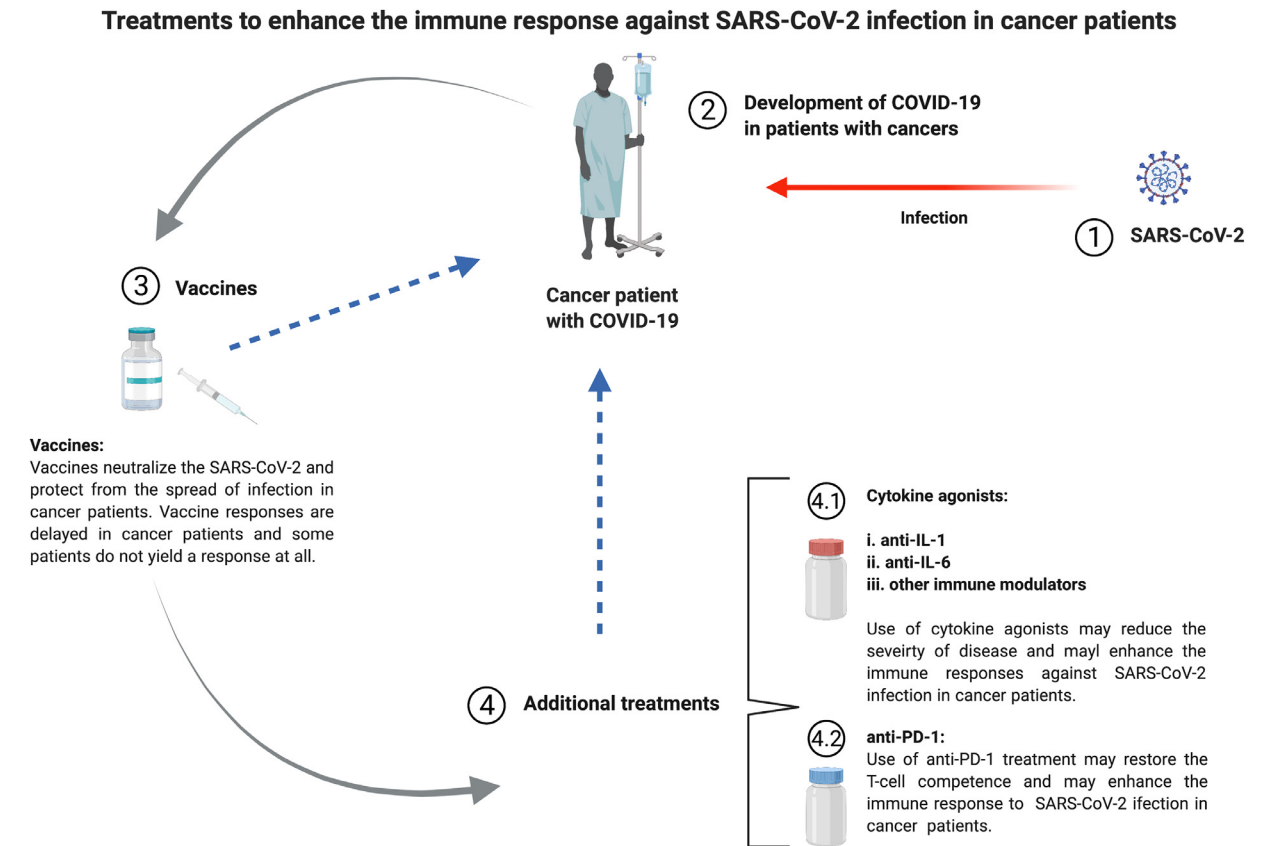 Treatments to enhance the immune response against SARS-CoV-2 infection in cancer patients
2
Development of COVID-19
in patients with cancers
Infection
1
SARS-CoV-2
3
Vaccines
Cancer patient
with COVID-19
Vaccines:
Vaccines neutralize the SARS-CoV-2 and
protect from the spread of infection in
cancer patients. Vaccine responses are
delayed in cancer patients and some
patients do not yield a response at all.
4
Additional treatments
4.1
Cytokine agonists:
i. anti-IL-1
ii. anti-IL-6
iii. other immune modulators
Use of cytokine agonists may reduce the
seveirty of disease and mayl enhance the
immune responses against SARS-CoV-2
infection in cancer patients.
4.2
anti-PD-1:
Use of anti-PD-1 treatment may restore the
T-cell competence and may enhance the
immune response to SARS-CoV-2 ifection in
cancer patients.